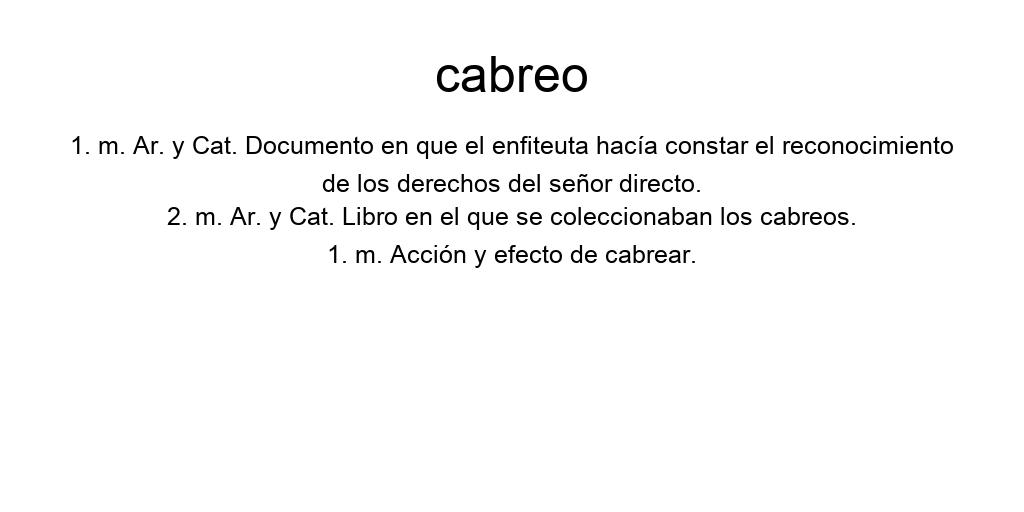 cabreo
1. m. Ar. y Cat. Documento en que el enfiteuta hacía constar el reconocimiento
de los derechos del señor directo.
2. m. Ar. y Cat. Libro en el que se coleccionaban los cabreos.
1. m. Acción y efecto de cabrear.